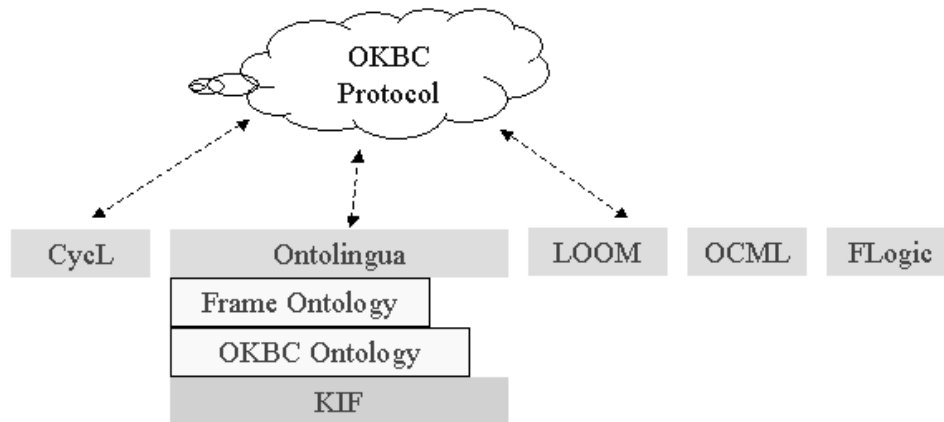 OKBC
Protocol
CycL
Ontolingua
LOOM
OCML
FLogic
Frame Ontology
OKBC Ontology
KIF